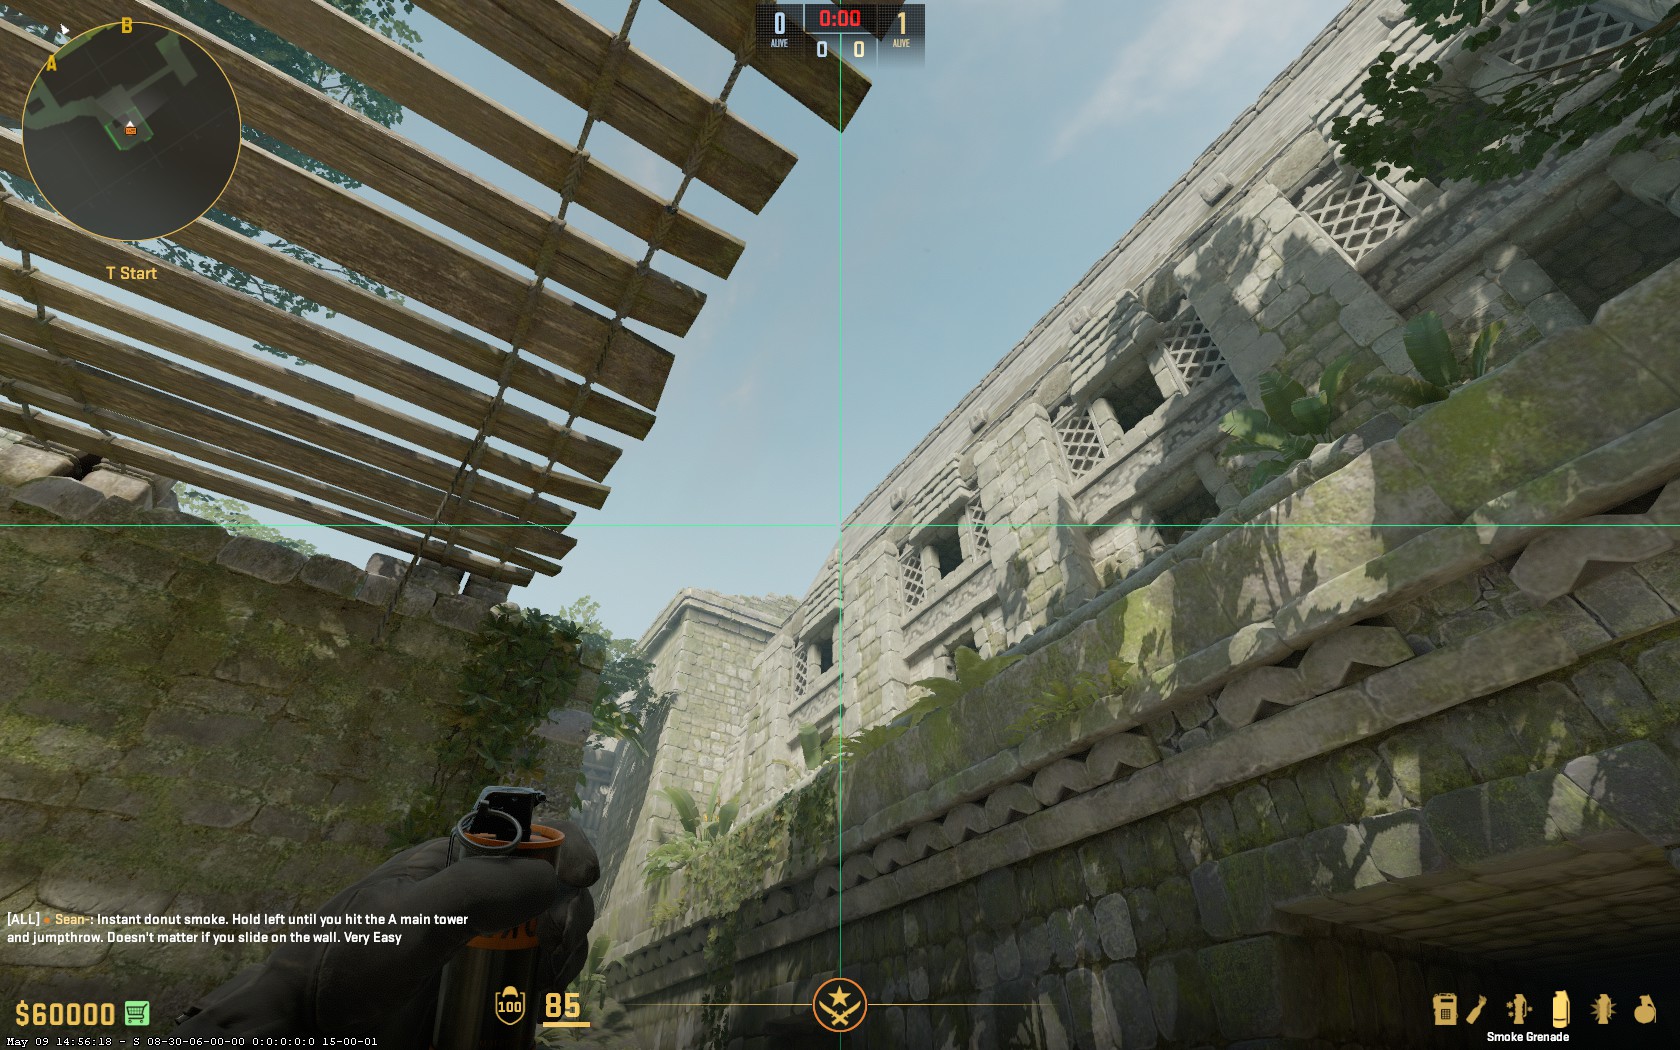 B
A
T Start
0 0:00 1
ALIVE ALIVE
0 0
[ALL] Sean-: Instant donut smoke. Hold left until you hit the A main tower
and jumpthrow. Doesn't matter if you slide on the wall. Very Easy
$60000
100 85
Smoke Grenade
May 09 14:56:18 - S 08-30-06-00-00 0:0:0:0:0 15-00-01